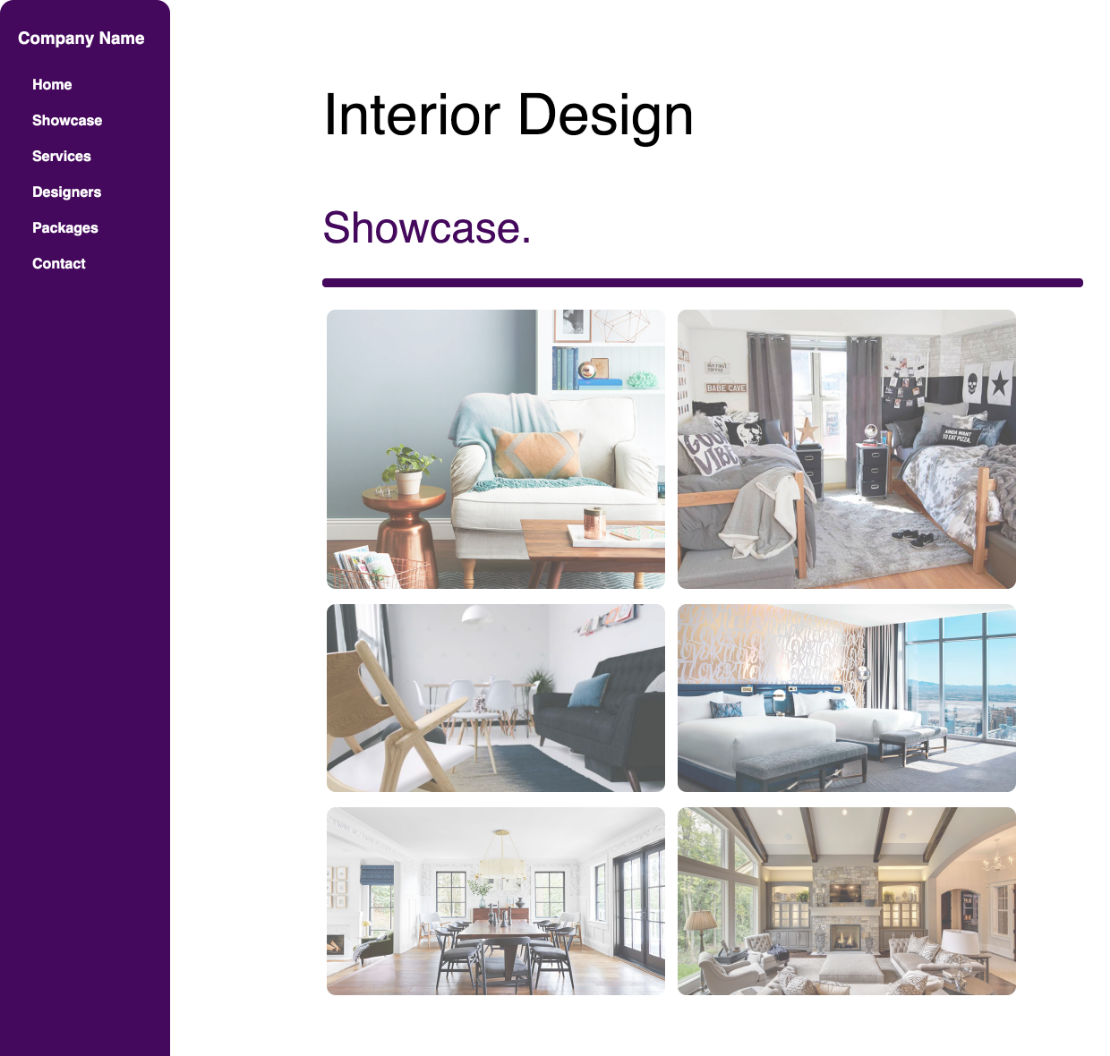 Company Name
Home
Showcase
Services
Designers
Packages
Contact
Interior Design
Showcase.
BABE CAVE
GOOD
VIBE
KINDA WANT
TO EAT PIZZA.